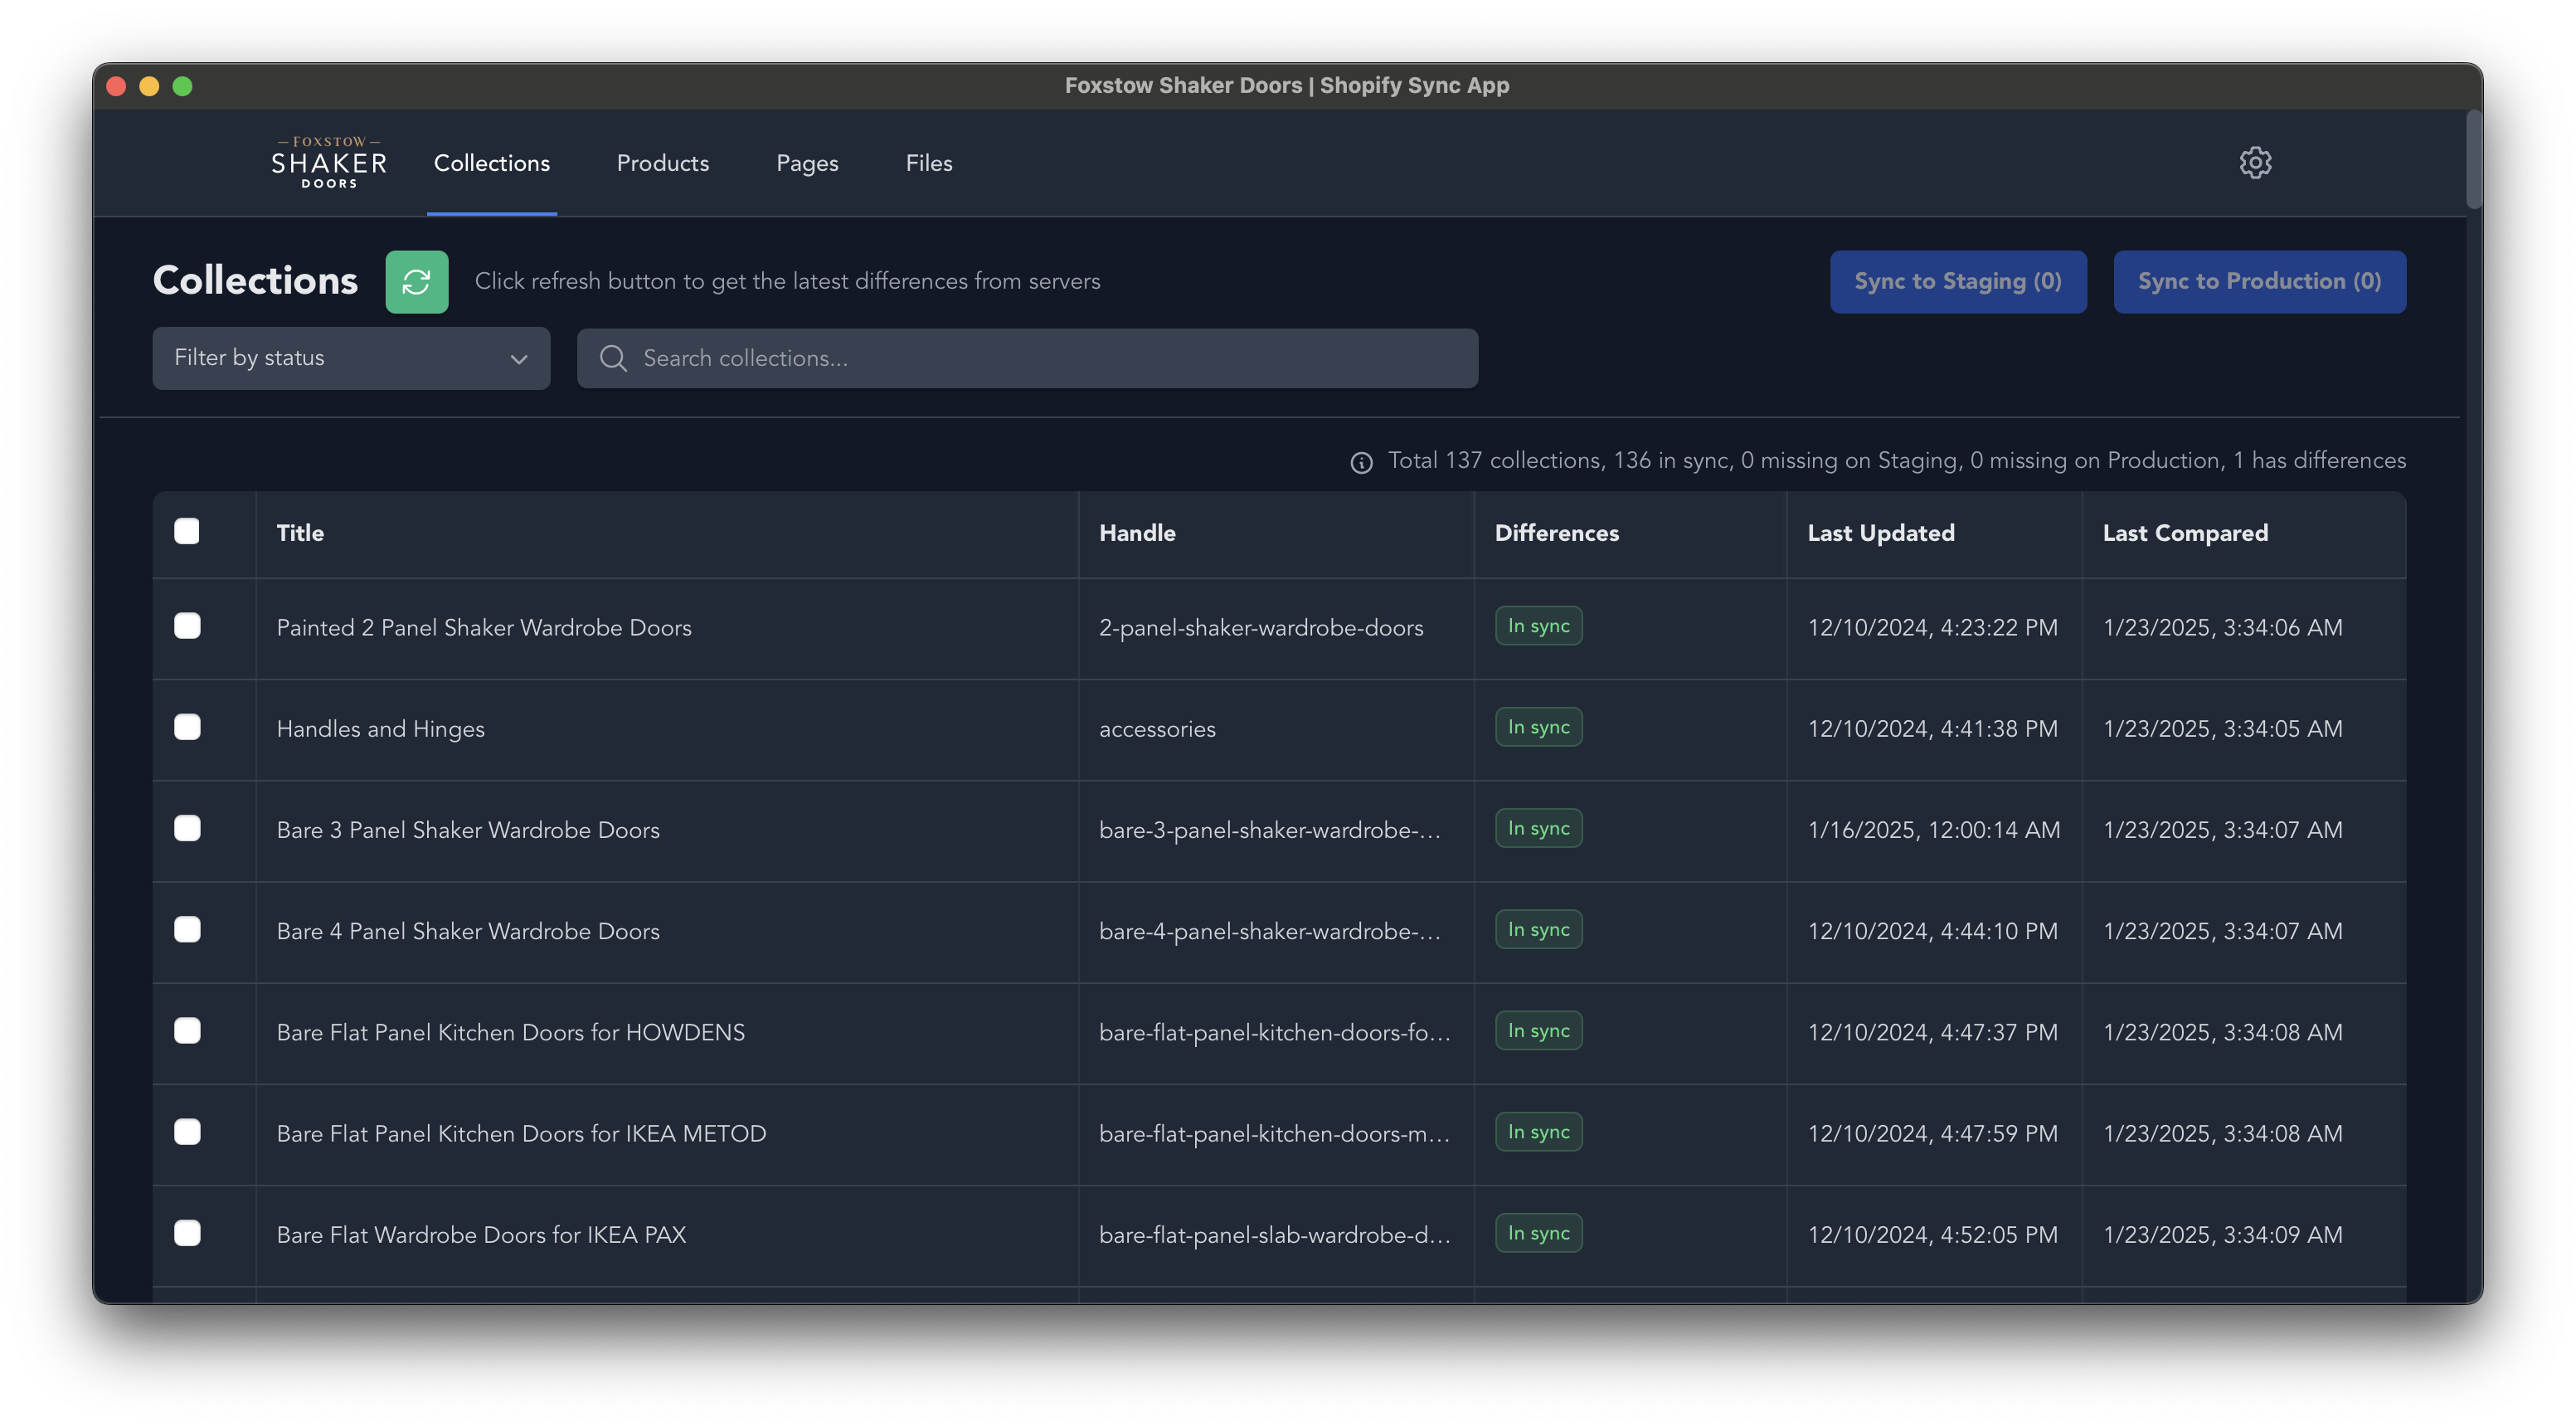 Foxstow Shaker Doors | Shopify Sync App
FOXSTOW
SHAKER
DOORS
Collections Products Pages Files
Collections Click refresh button to get the latest differences from servers Sync to Staging (0) Sync to Production (0)
Filter by status Search collections...
Total 137 collections, 136 in sync, 0 missing on Staging, 0 missing on Production, 1 has differences
Title Handle Differences Last Updated Last Compared
Painted 2 Panel Shaker Wardrobe Doors 2-panel-shaker-wardrobe-doors In sync 12/10/2024, 4:23:22 PM 1/23/2025, 3:34:06 AM
Handles and Hinges accessories In sync 12/10/2024, 4:41:38 PM 1/23/2025, 3:34:05 AM
Bare 3 Panel Shaker Wardrobe Doors bare-3-panel-shaker-wardrobe-... In sync 1/16/2025, 12:00:14 AM 1/23/2025, 3:34:07 AM
Bare 4 Panel Shaker Wardrobe Doors bare-4-panel-shaker-wardrobe-... In sync 12/10/2024, 4:44:10 PM 1/23/2025, 3:34:07 AM
Bare Flat Panel Kitchen Doors for HOWDENS bare-flat-panel-kitchen-doors-fo... In sync 12/10/2024, 4:47:37 PM 1/23/2025, 3:34:08 AM
Bare Flat Panel Kitchen Doors for IKEA METOD bare-flat-panel-kitchen-doors-m... In sync 12/10/2024, 4:47:59 PM 1/23/2025, 3:34:08 AM
Bare Flat Wardrobe Doors for IKEA PAX bare-flat-panel-slab-wardrobe-d... In sync 12/10/2024, 4:52:05 PM 1/23/2025, 3:34:09 AM